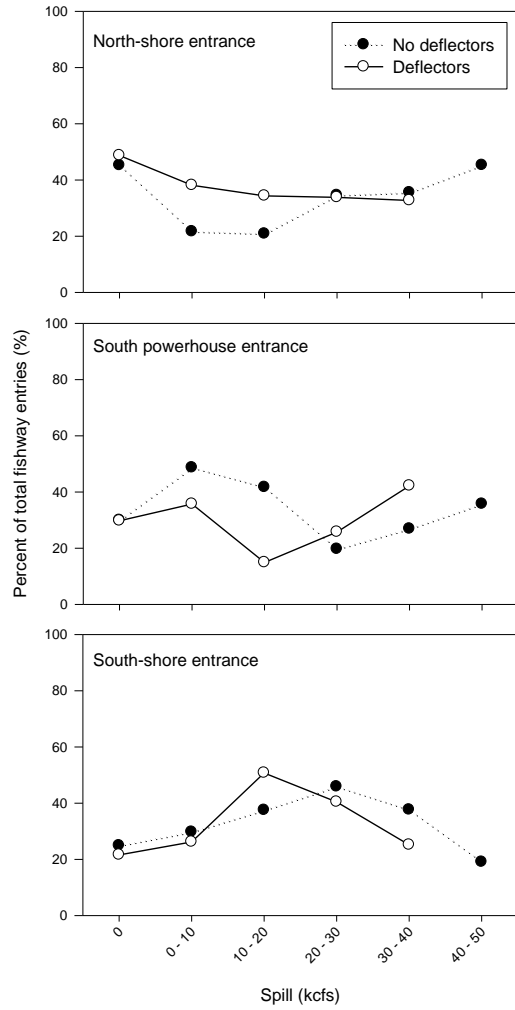 100
North-shore entrance
No deflectors
Deflectors
80
60
40
20
0
100
South powerhouse entrance
80
60
40
20
0
Percent of total fishway entries (%)
100
South-shore entrance
80
60
40
20
0
0
0 - 10
10 - 20
20 - 30
30 - 40
40 - 50
Spill (kcfs)